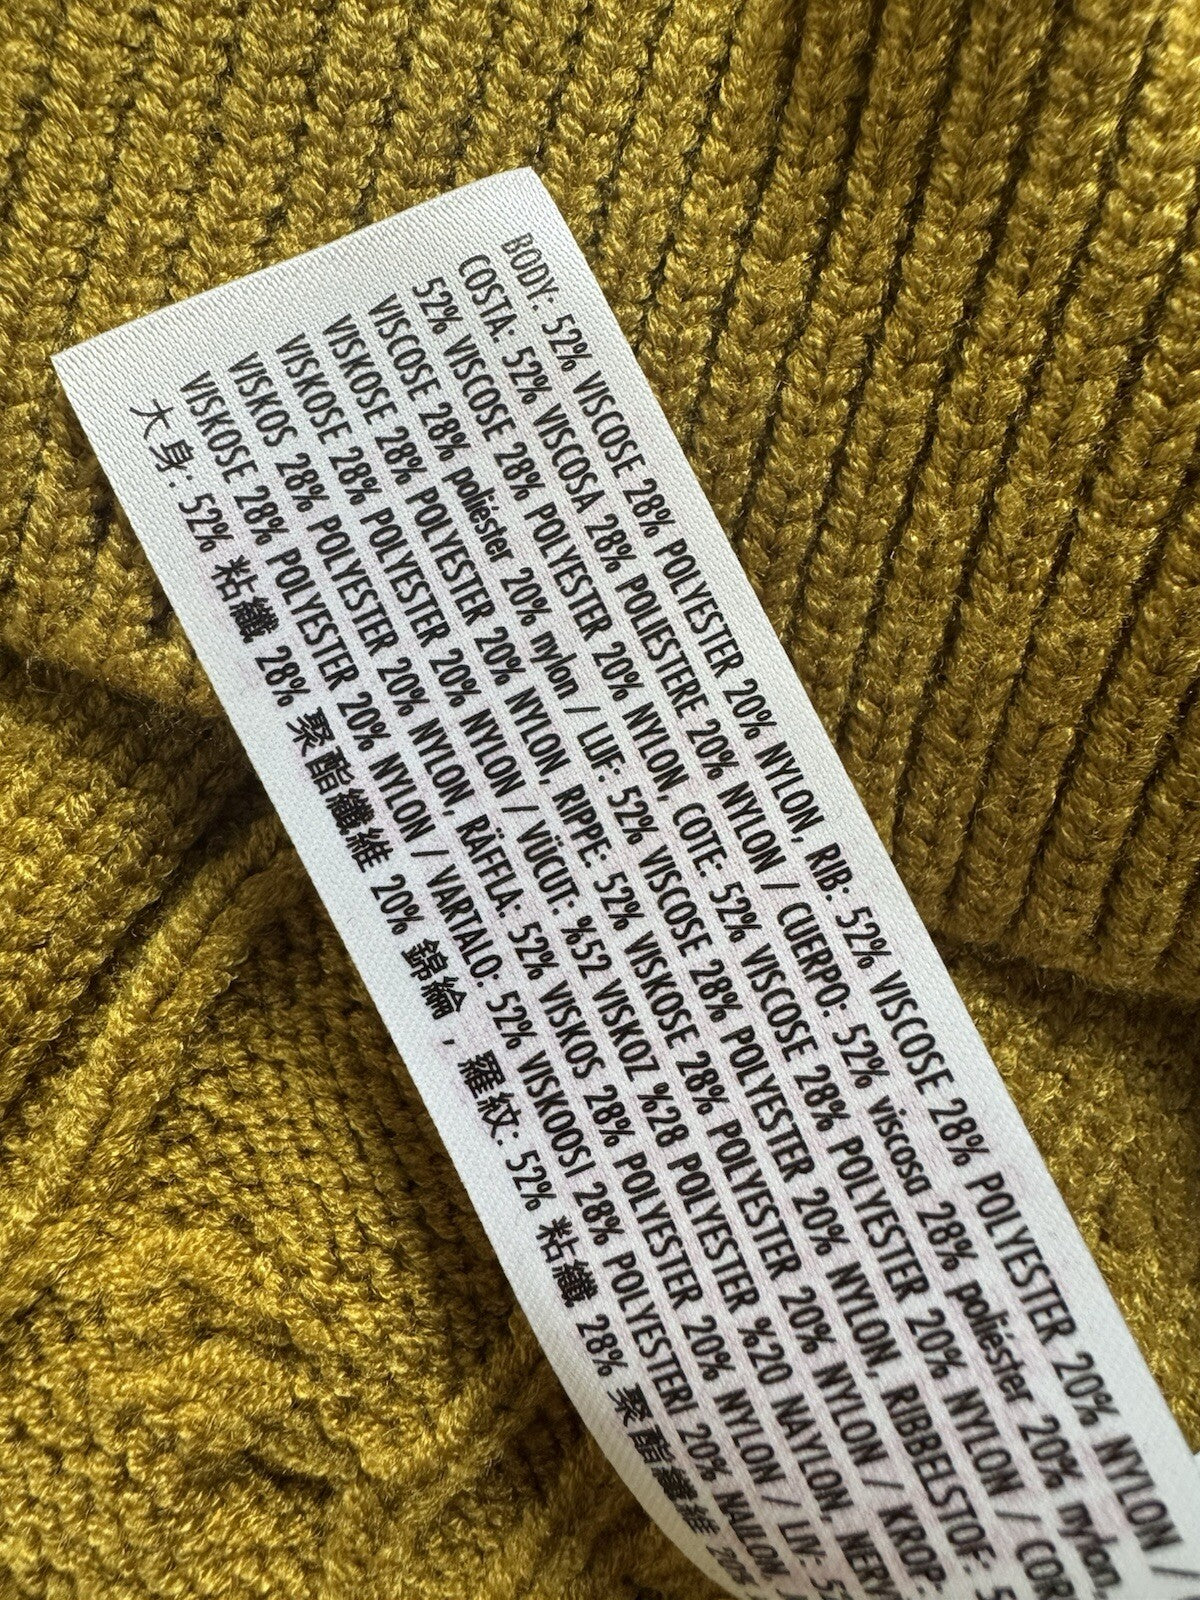 BODY: 52% VISCOSE 28% POLYESTER 20% NYLON, RIB: 52% VISCOSE 28% POLYESTER 20% NYLON /
COSTA: 52% VISCOSA 28% POLIESTERE 20% NYLON / CUERPO: 52% viscosa 28% poliéster 20% nylon,
52% VISCOSE 28% POLYESTER 20% NYLON, COTE: 52% VISCOSE 28% POLYESTER 20% NYLON /
VISCOSE 28% poliéster 20% nylon / LIJF: 52% VISCOSE 28% POLYESTER 20% NYLON, RIBBELSTOF:
VISKOSE 28% POLYESTER 20% NYLON, RIPPE: 52% VISKOSE 28% POLYESTER 20% NYLON / KROP:
VISKOSE 28% POLYESTER 20% NYLON / VÜCUT: %52 VISKOZ %28 POLYESTER %20 NAYLON,
VISKOS 28% POLYESTER 20% NYLON, RÄFFLA: 52% VISKOS 28% POLYESTER 20% NYLON / LIV:
VISKOSE 28% POLYESTER 20% NYLON / VARTALO: 52% VISKOOSI 28% POLYESTERI 20% NAILON
大身: 52% 粘纖 28% 聚酯纖維 20% 錦綸, 羅紋: 52% 粘纖 28% 聚酯纖維 20%